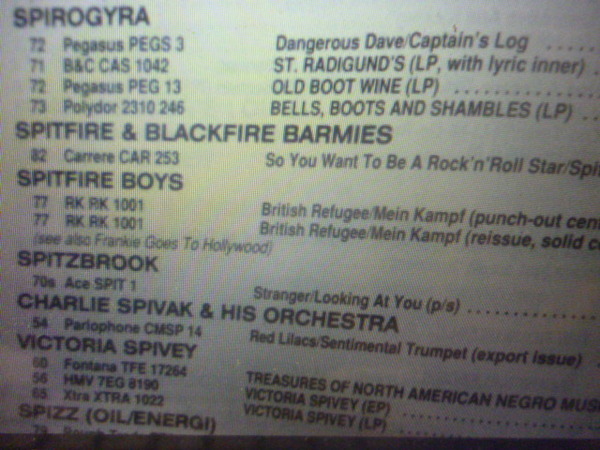 SPIROGYRA
72 Pegasus PEGS 3 Dangerous Dave/Captain's Log .....
71 B&C CAS 1042 ST. RADIGUND'S (LP, with lyric inner) .
72 Pegasus PEG 13 OLD BOOT WINE (LP) ...............
73 Polydor 2310 246 BELLS, BOOTS AND SHAMBLES (LP) ..
SPITFIRE & BLACKFIRE BARMIES
82 Carrere CAR 253 So You Want To Be A Rock'n'Roll Star/Spi
SPITFIRE BOYS
77 RK RK 1001 British Refugee/Mein Kampf (punch-out cen
77 RK RK 1001 British Refugee/Mein Kampf (reissue, solid c
(see also Frankie Goes To Hollywood)
SPITZBROOK
70s Ace SPIT 1 Stranger/Looking At You (p/s) ...............
CHARLIE SPIVAK & HIS ORCHESTRA
54 Parlophone CMSP 14 Red Lilacs/Sentimental Trumpet (export issue) .
VICTORIA SPIVEY
60 Fontana TFE 17264 TREASURES OF NORTH AMERICAN NEGRO MUS
56 HMV 7EG 8190 VICTORIA SPIVEY (EP) ...............
65 Xtra XTRA 1022 VICTORIA SPIVEY (LP) ...............
SPIZZ (OIL/ENERGI)
79